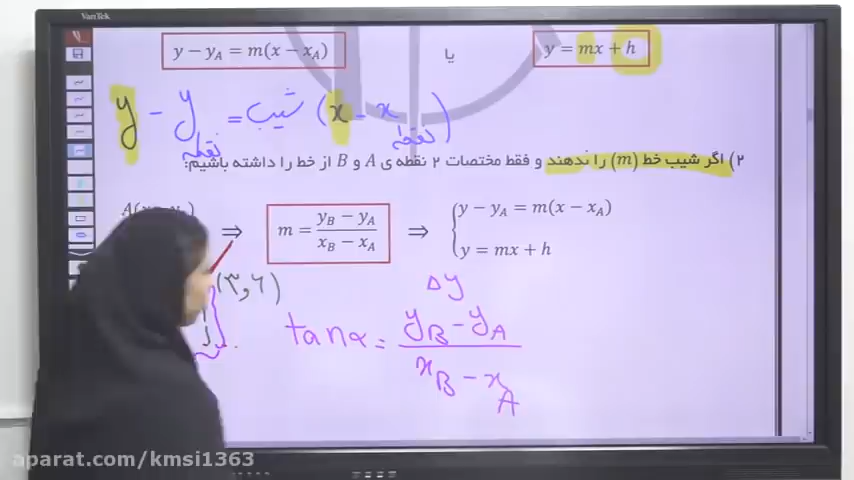 VanTek
y − y_A = m(x − x_A) یا y = mx + h
y − y نقطه = شیب (x − x نقطه)
۲) اگر شیب خط (m) را ندهند و فقط مختصات ۲ نقطه‌ی A و B از خط را داشته باشیم:
⇒ m = (y_B − y_A) / (x_B − x_A) ⇒ { y − y_A = m(x − x_A)
y = mx + h
(۳,۶)
Δy
tanα = (y_B − y_A) / (x_B − x_A)
aparat.com/kmsi1363